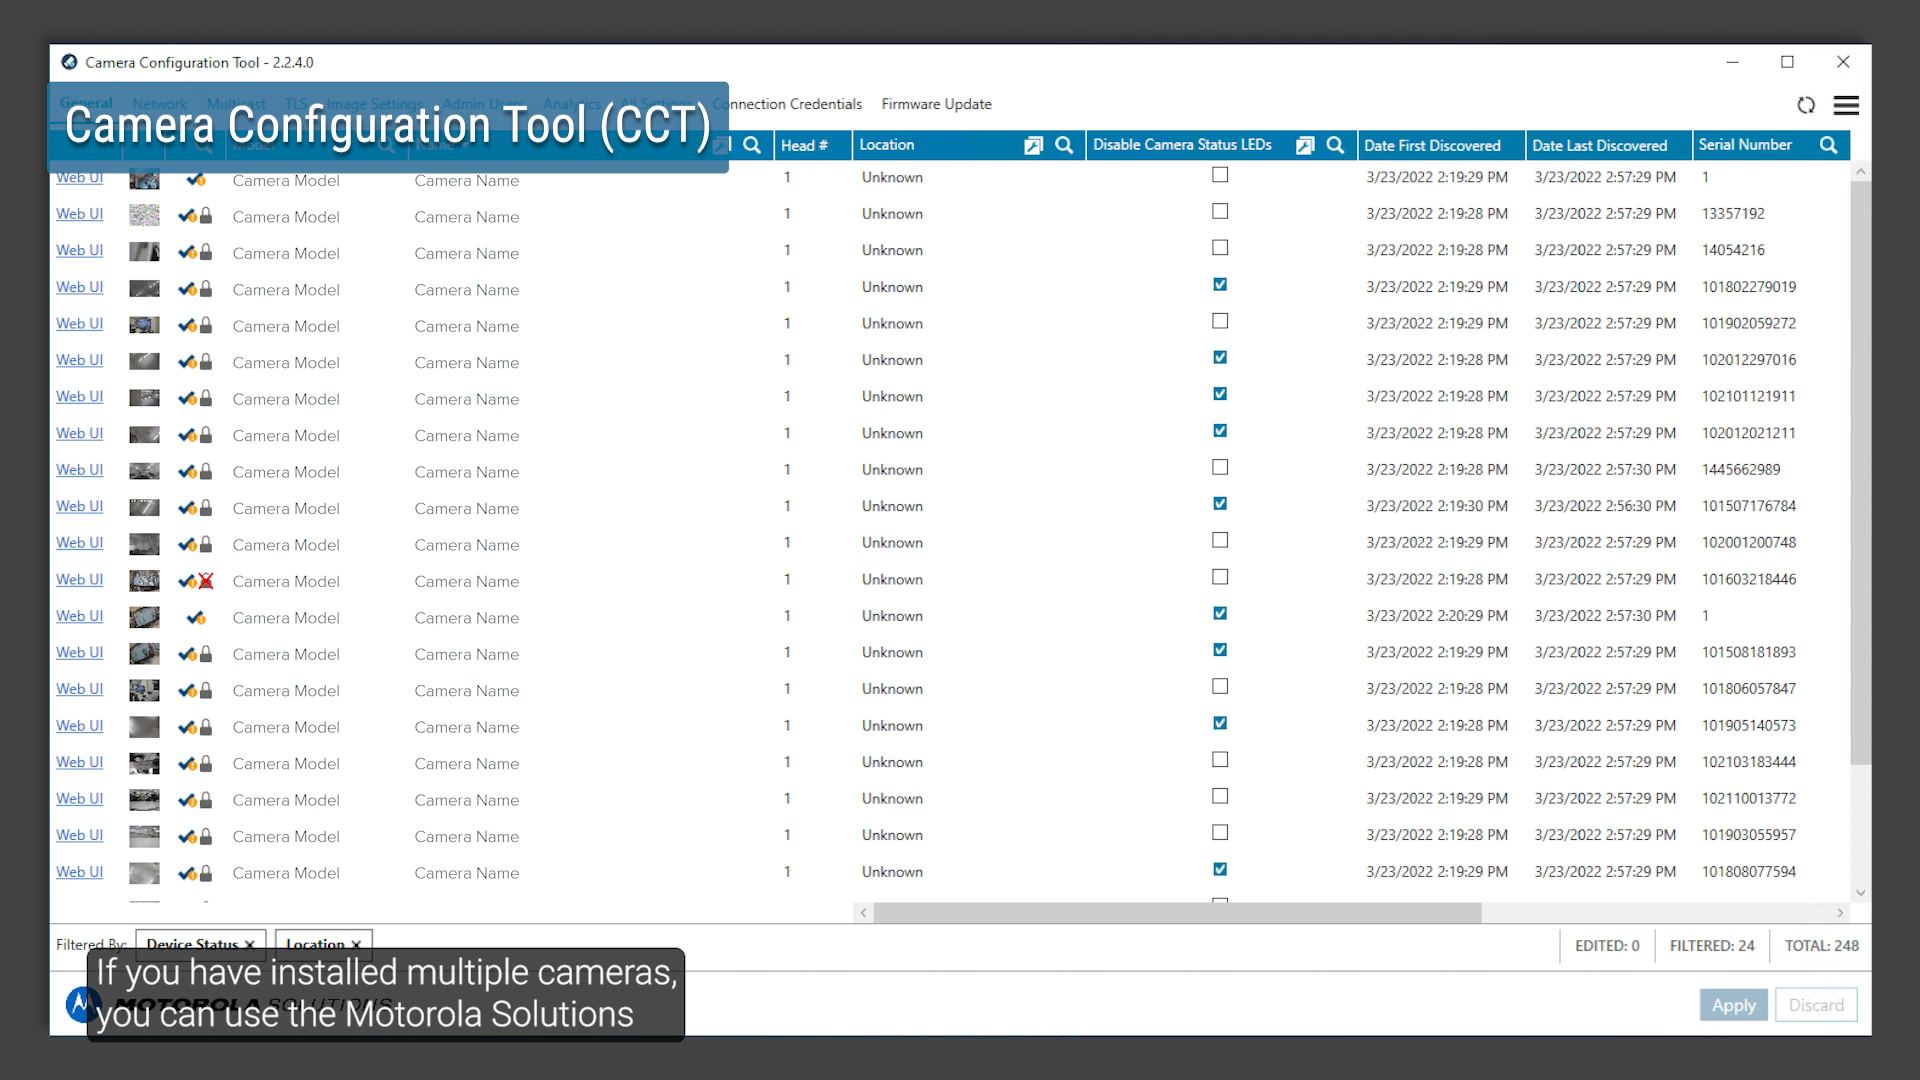 Camera Configuration Tool - 2.2.4.0
General Network Multicast TLS Image Settings Admin Users Analytics All Settings Connection Credentials Firmware Update
Camera Configuration Tool (CCT)
Model Name Head # Location Disable Camera Status LEDs Date First Discovered Date Last Discovered Serial Number
Web UI Camera Model Camera Name 1 Unknown 3/23/2022 2:19:29 PM 3/23/2022 2:57:29 PM 1
Web UI Camera Model Camera Name 1 Unknown 3/23/2022 2:19:28 PM 3/23/2022 2:57:29 PM 13357192
Web UI Camera Model Camera Name 1 Unknown 3/23/2022 2:19:28 PM 3/23/2022 2:57:29 PM 14054216
Web UI Camera Model Camera Name 1 Unknown 3/23/2022 2:19:29 PM 3/23/2022 2:57:29 PM 101802279019
Web UI Camera Model Camera Name 1 Unknown 3/23/2022 2:19:29 PM 3/23/2022 2:57:29 PM 101902059272
Web UI Camera Model Camera Name 1 Unknown 3/23/2022 2:19:28 PM 3/23/2022 2:57:29 PM 102012297016
Web UI Camera Model Camera Name 1 Unknown 3/23/2022 2:19:28 PM 3/23/2022 2:57:29 PM 102101121911
Web UI Camera Model Camera Name 1 Unknown 3/23/2022 2:19:28 PM 3/23/2022 2:57:29 PM 102012021211
Web UI Camera Model Camera Name 1 Unknown 3/23/2022 2:19:28 PM 3/23/2022 2:57:30 PM 1445662989
Web UI Camera Model Camera Name 1 Unknown 3/23/2022 2:19:30 PM 3/23/2022 2:56:30 PM 101507176784
Web UI Camera Model Camera Name 1 Unknown 3/23/2022 2:19:29 PM 3/23/2022 2:57:29 PM 102001200748
Web UI Camera Model Camera Name 1 Unknown 3/23/2022 2:19:28 PM 3/23/2022 2:57:29 PM 101603218446
Web UI Camera Model Camera Name 1 Unknown 3/23/2022 2:20:29 PM 3/23/2022 2:57:30 PM 1
Web UI Camera Model Camera Name 1 Unknown 3/23/2022 2:19:29 PM 3/23/2022 2:57:29 PM 101508181893
Web UI Camera Model Camera Name 1 Unknown 3/23/2022 2:19:28 PM 3/23/2022 2:57:29 PM 101806057847
Web UI Camera Model Camera Name 1 Unknown 3/23/2022 2:19:28 PM 3/23/2022 2:57:29 PM 101905140573
Web UI Camera Model Camera Name 1 Unknown 3/23/2022 2:19:29 PM 3/23/2022 2:57:29 PM 102103183444
Web UI Camera Model Camera Name 1 Unknown 3/23/2022 2:19:29 PM 3/23/2022 2:57:29 PM 102110013772
Web UI Camera Model Camera Name 1 Unknown 3/23/2022 2:19:28 PM 3/23/2022 2:57:29 PM 101903055957
Web UI Camera Model Camera Name 1 Unknown 3/23/2022 2:19:29 PM 3/23/2022 2:57:29 PM 101808077594
Filtered By: Device Status Location EDITED: 0 FILTERED: 24 TOTAL: 248
If you have installed multiple cameras,
MOTOROLA SOLUTIONS Apply Discard
you can use the Motorola Solutions